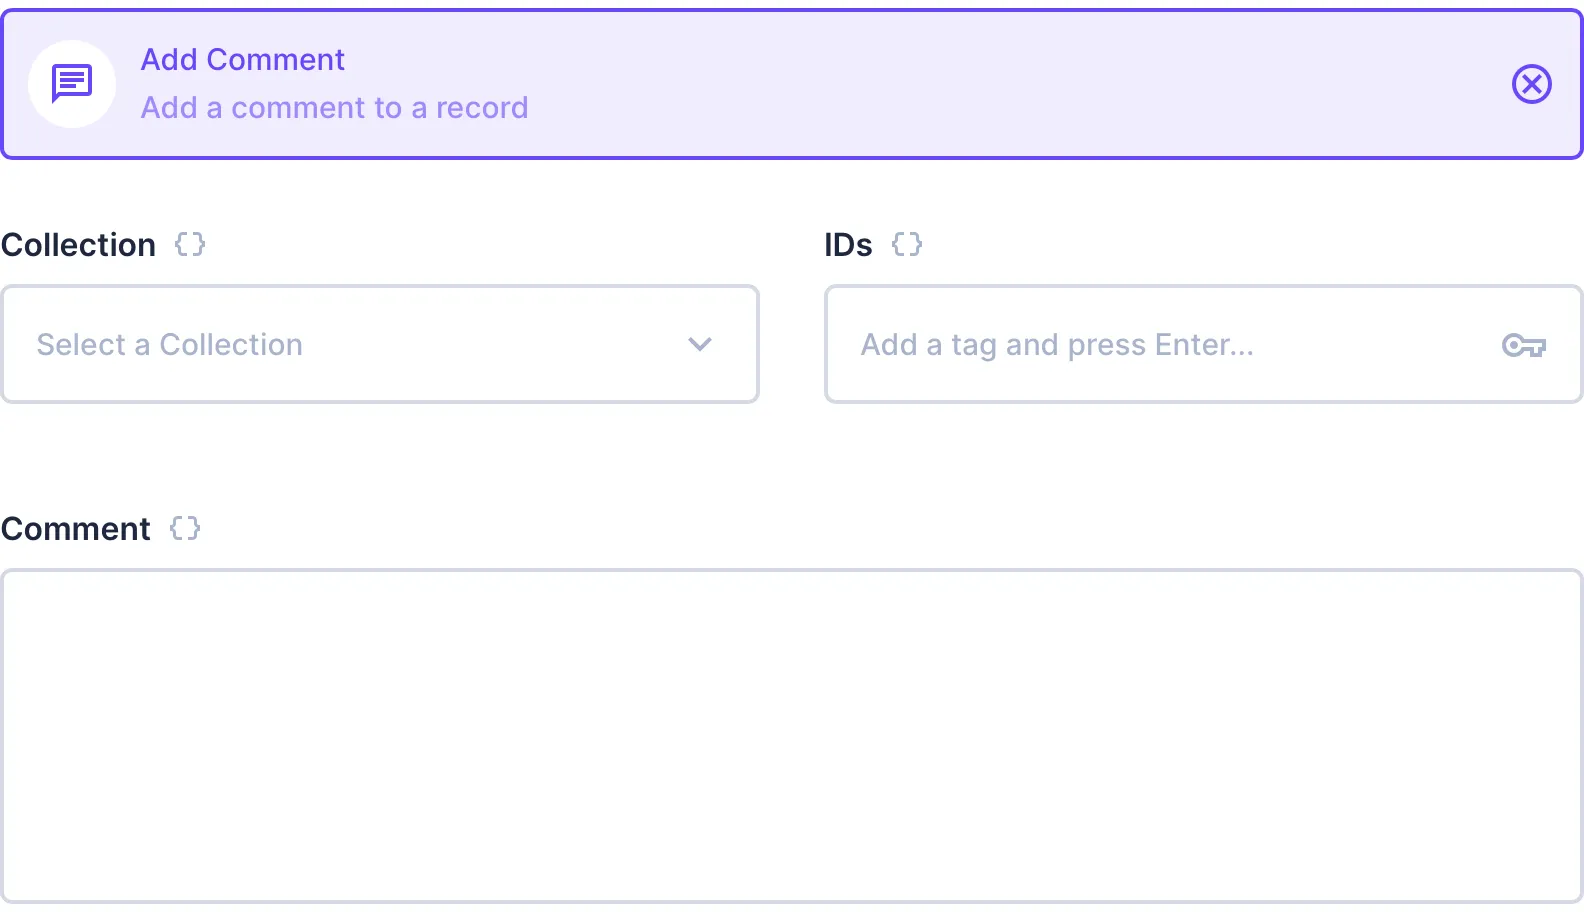 Add Comment
Add a comment to a record
Collection {}
IDs {}
Select a Collection
Add a tag and press Enter...
Comment {}